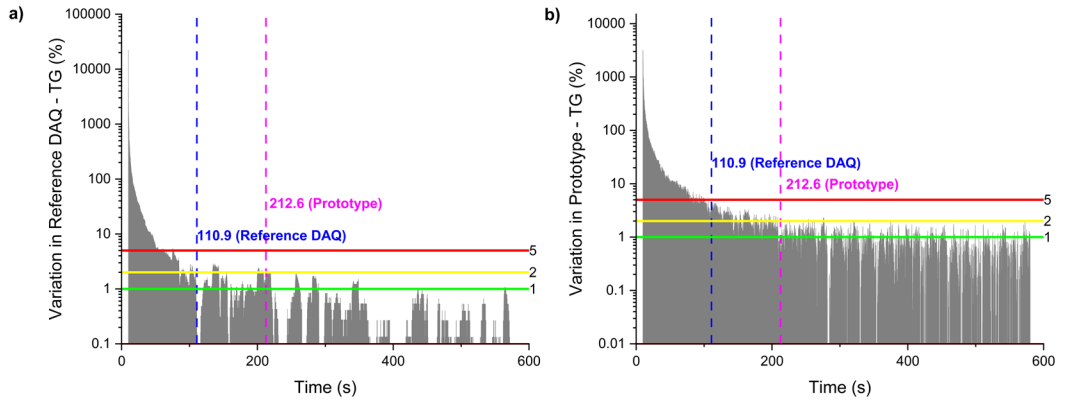 a)
Variation in Reference DAQ - TG (%)
100000
10000
1000
100
10
1
0.1
110.9 (Reference DAQ)
212.6 (Prototype)
5
2
1
0
200
400
600
Time (s)
b)
Variation in Prototype - TG (%)
10000
1000
100
10
1
0.1
0.01
110.9 (Reference DAQ)
212.6 (Prototype)
5
2
1
0
200
400
600
Time (s)